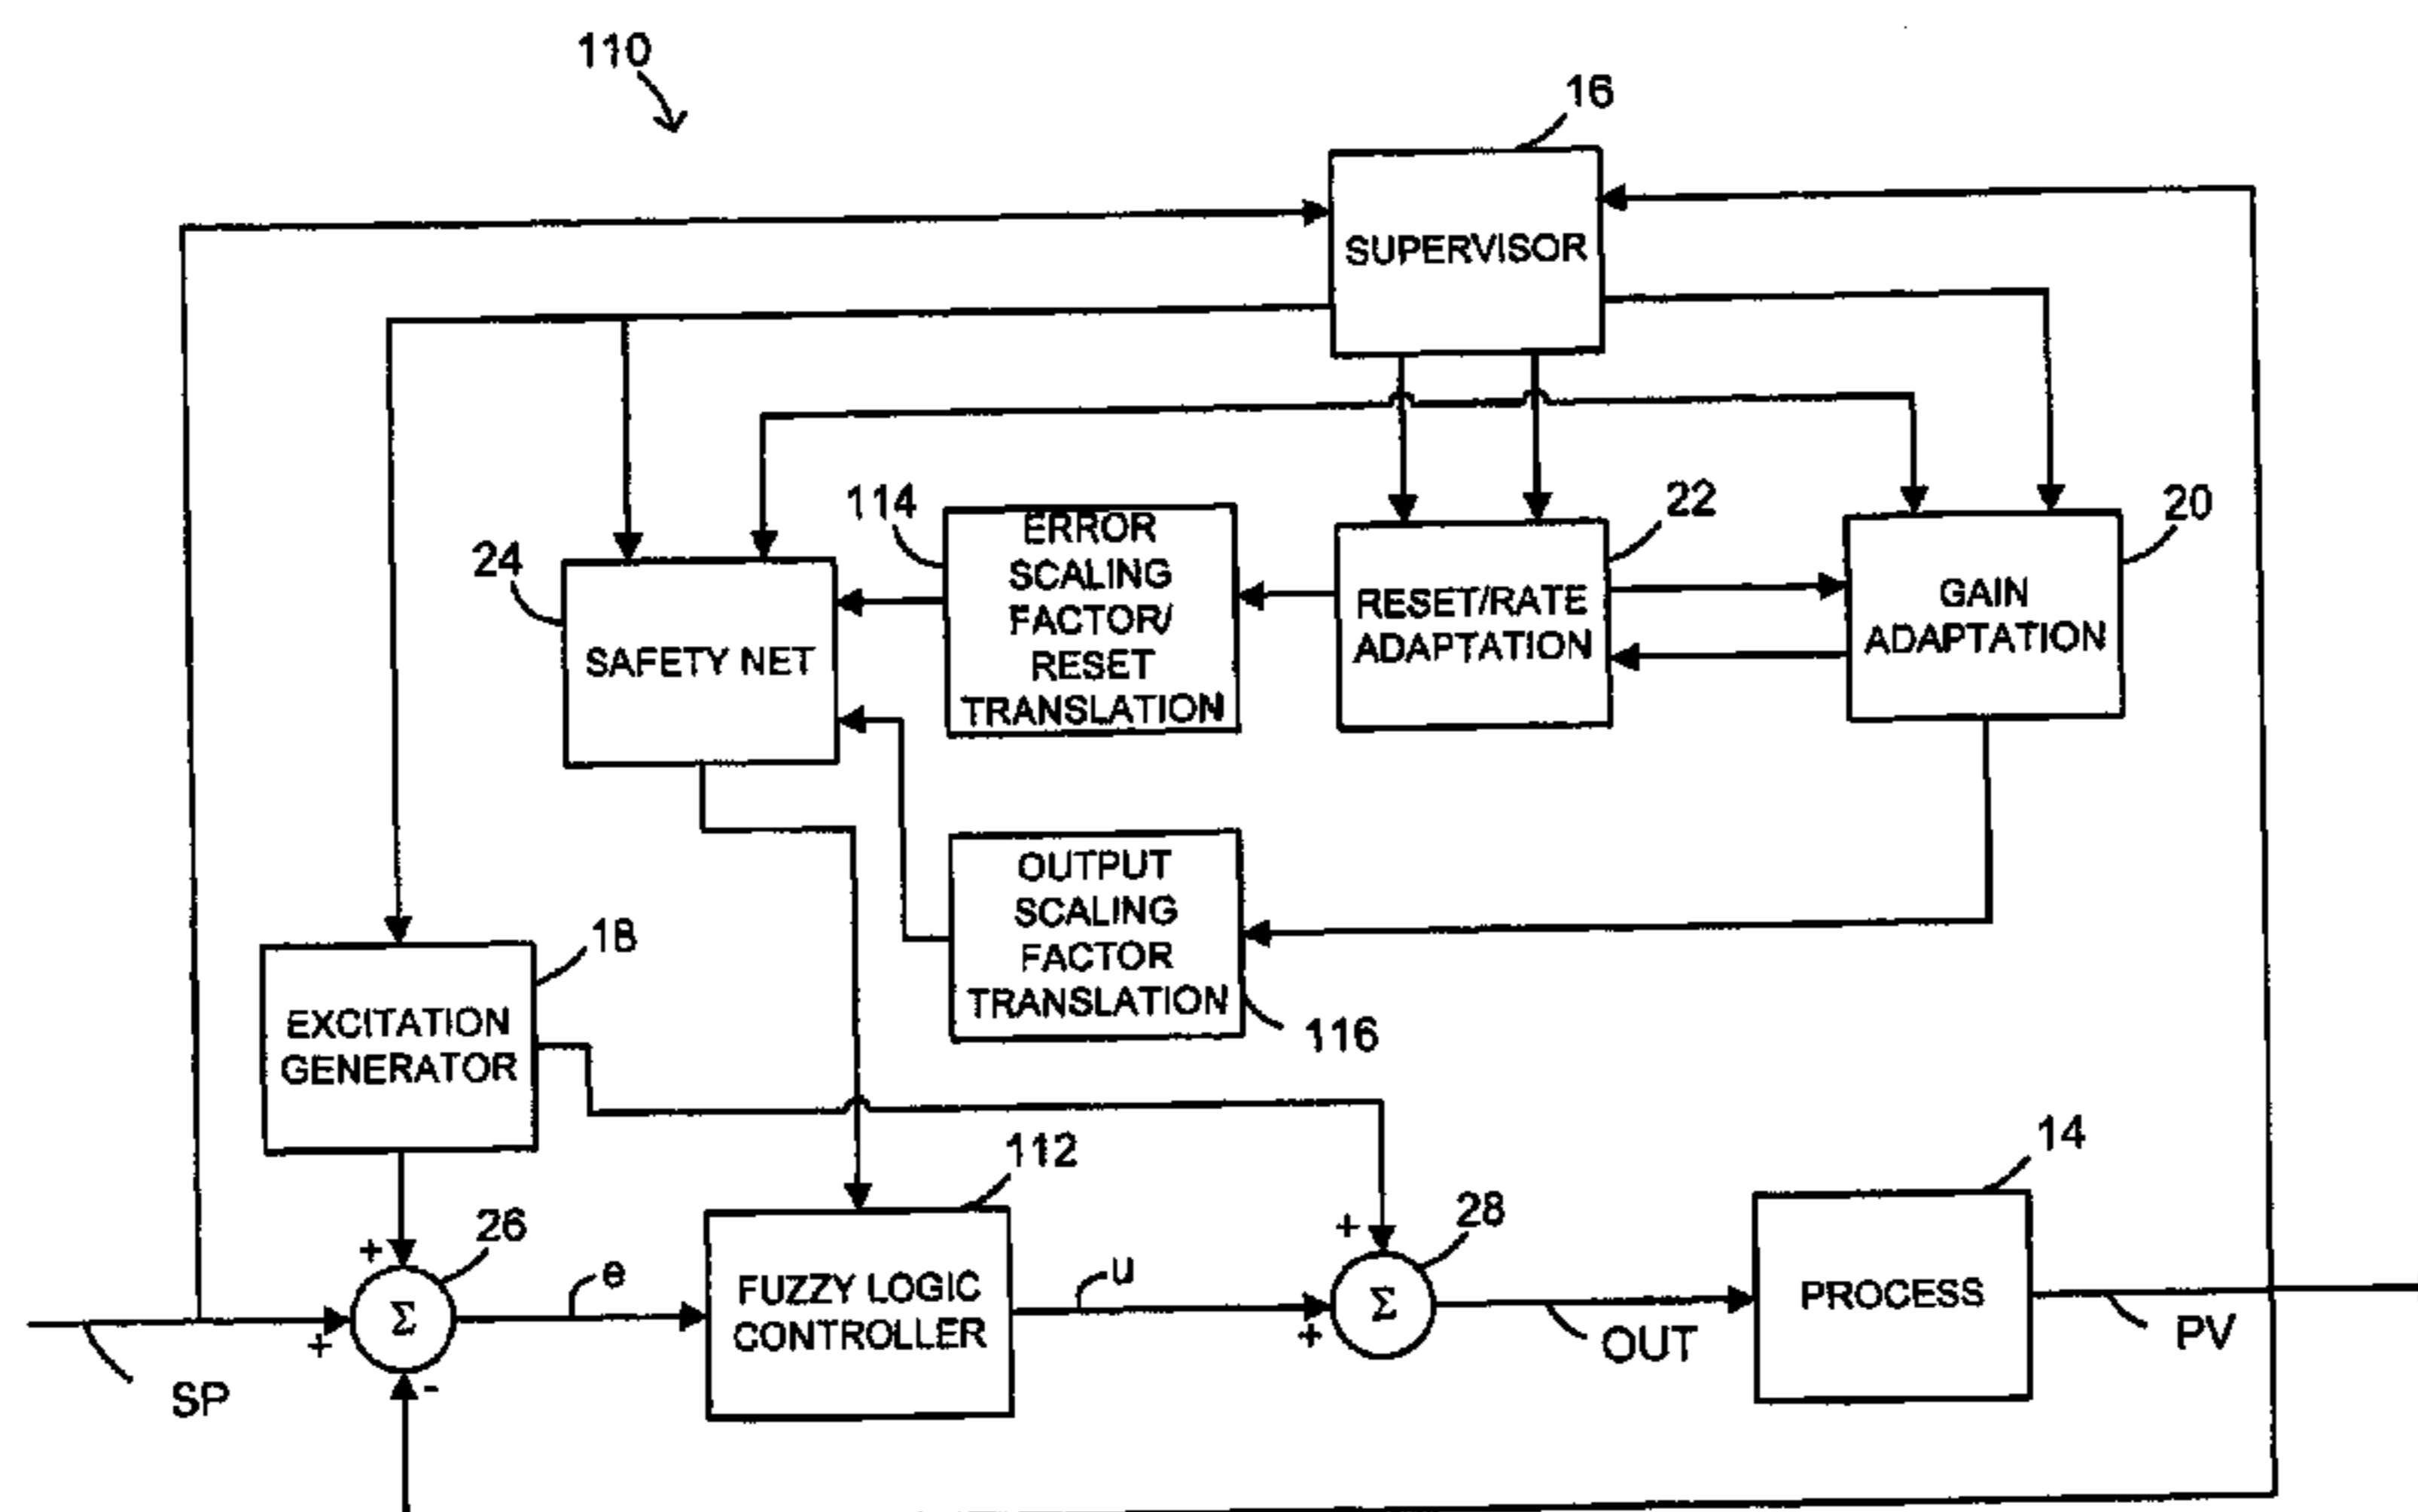 110
16
SUPERVISOR
114
22
20
24
ERROR
SCALING
FACTOR/
RESET
TRANSLATION
RESET/RATE
ADAPTATION
GAIN
ADAPTATION
SAFETY NET
OUTPUT
SCALING
FACTOR
TRANSLATION
116
18
EXCITATION
GENERATOR
112
14
26
28
+
+
e
u
FUZZY LOGIC
CONTROLLER
Σ
Σ
PROCESS
+
+
OUT
PV
SP
-